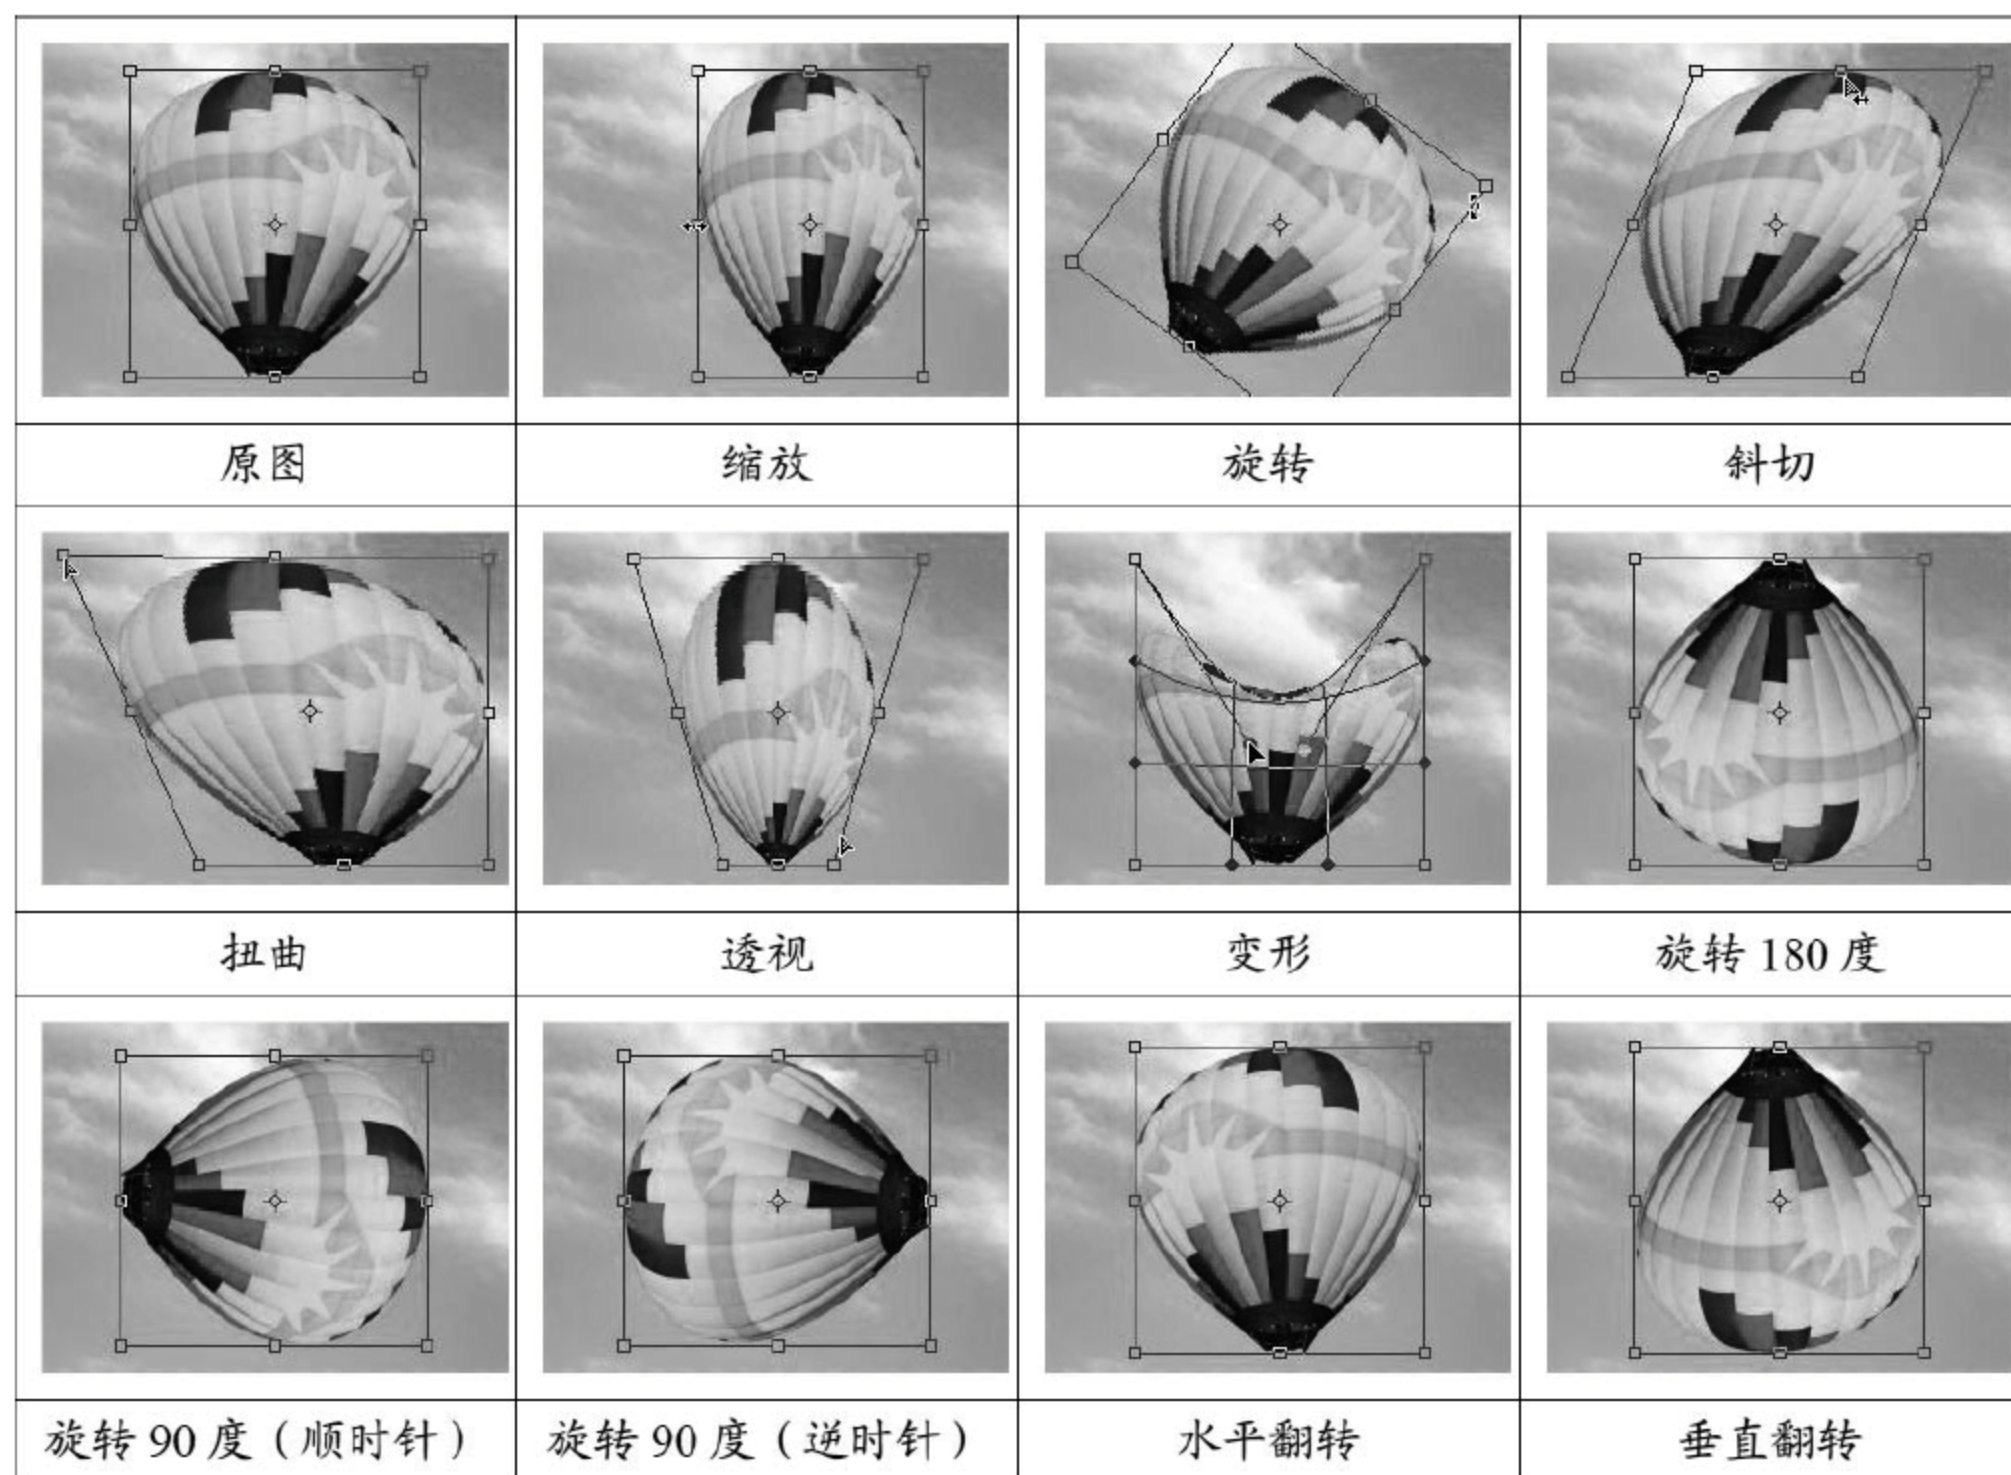 原图
缩放
旋转
斜切
扭曲
透视
变形
旋转 180 度
旋转 90 度（顺时针）
旋转 90 度（逆时针）
水平翻转
垂直翻转